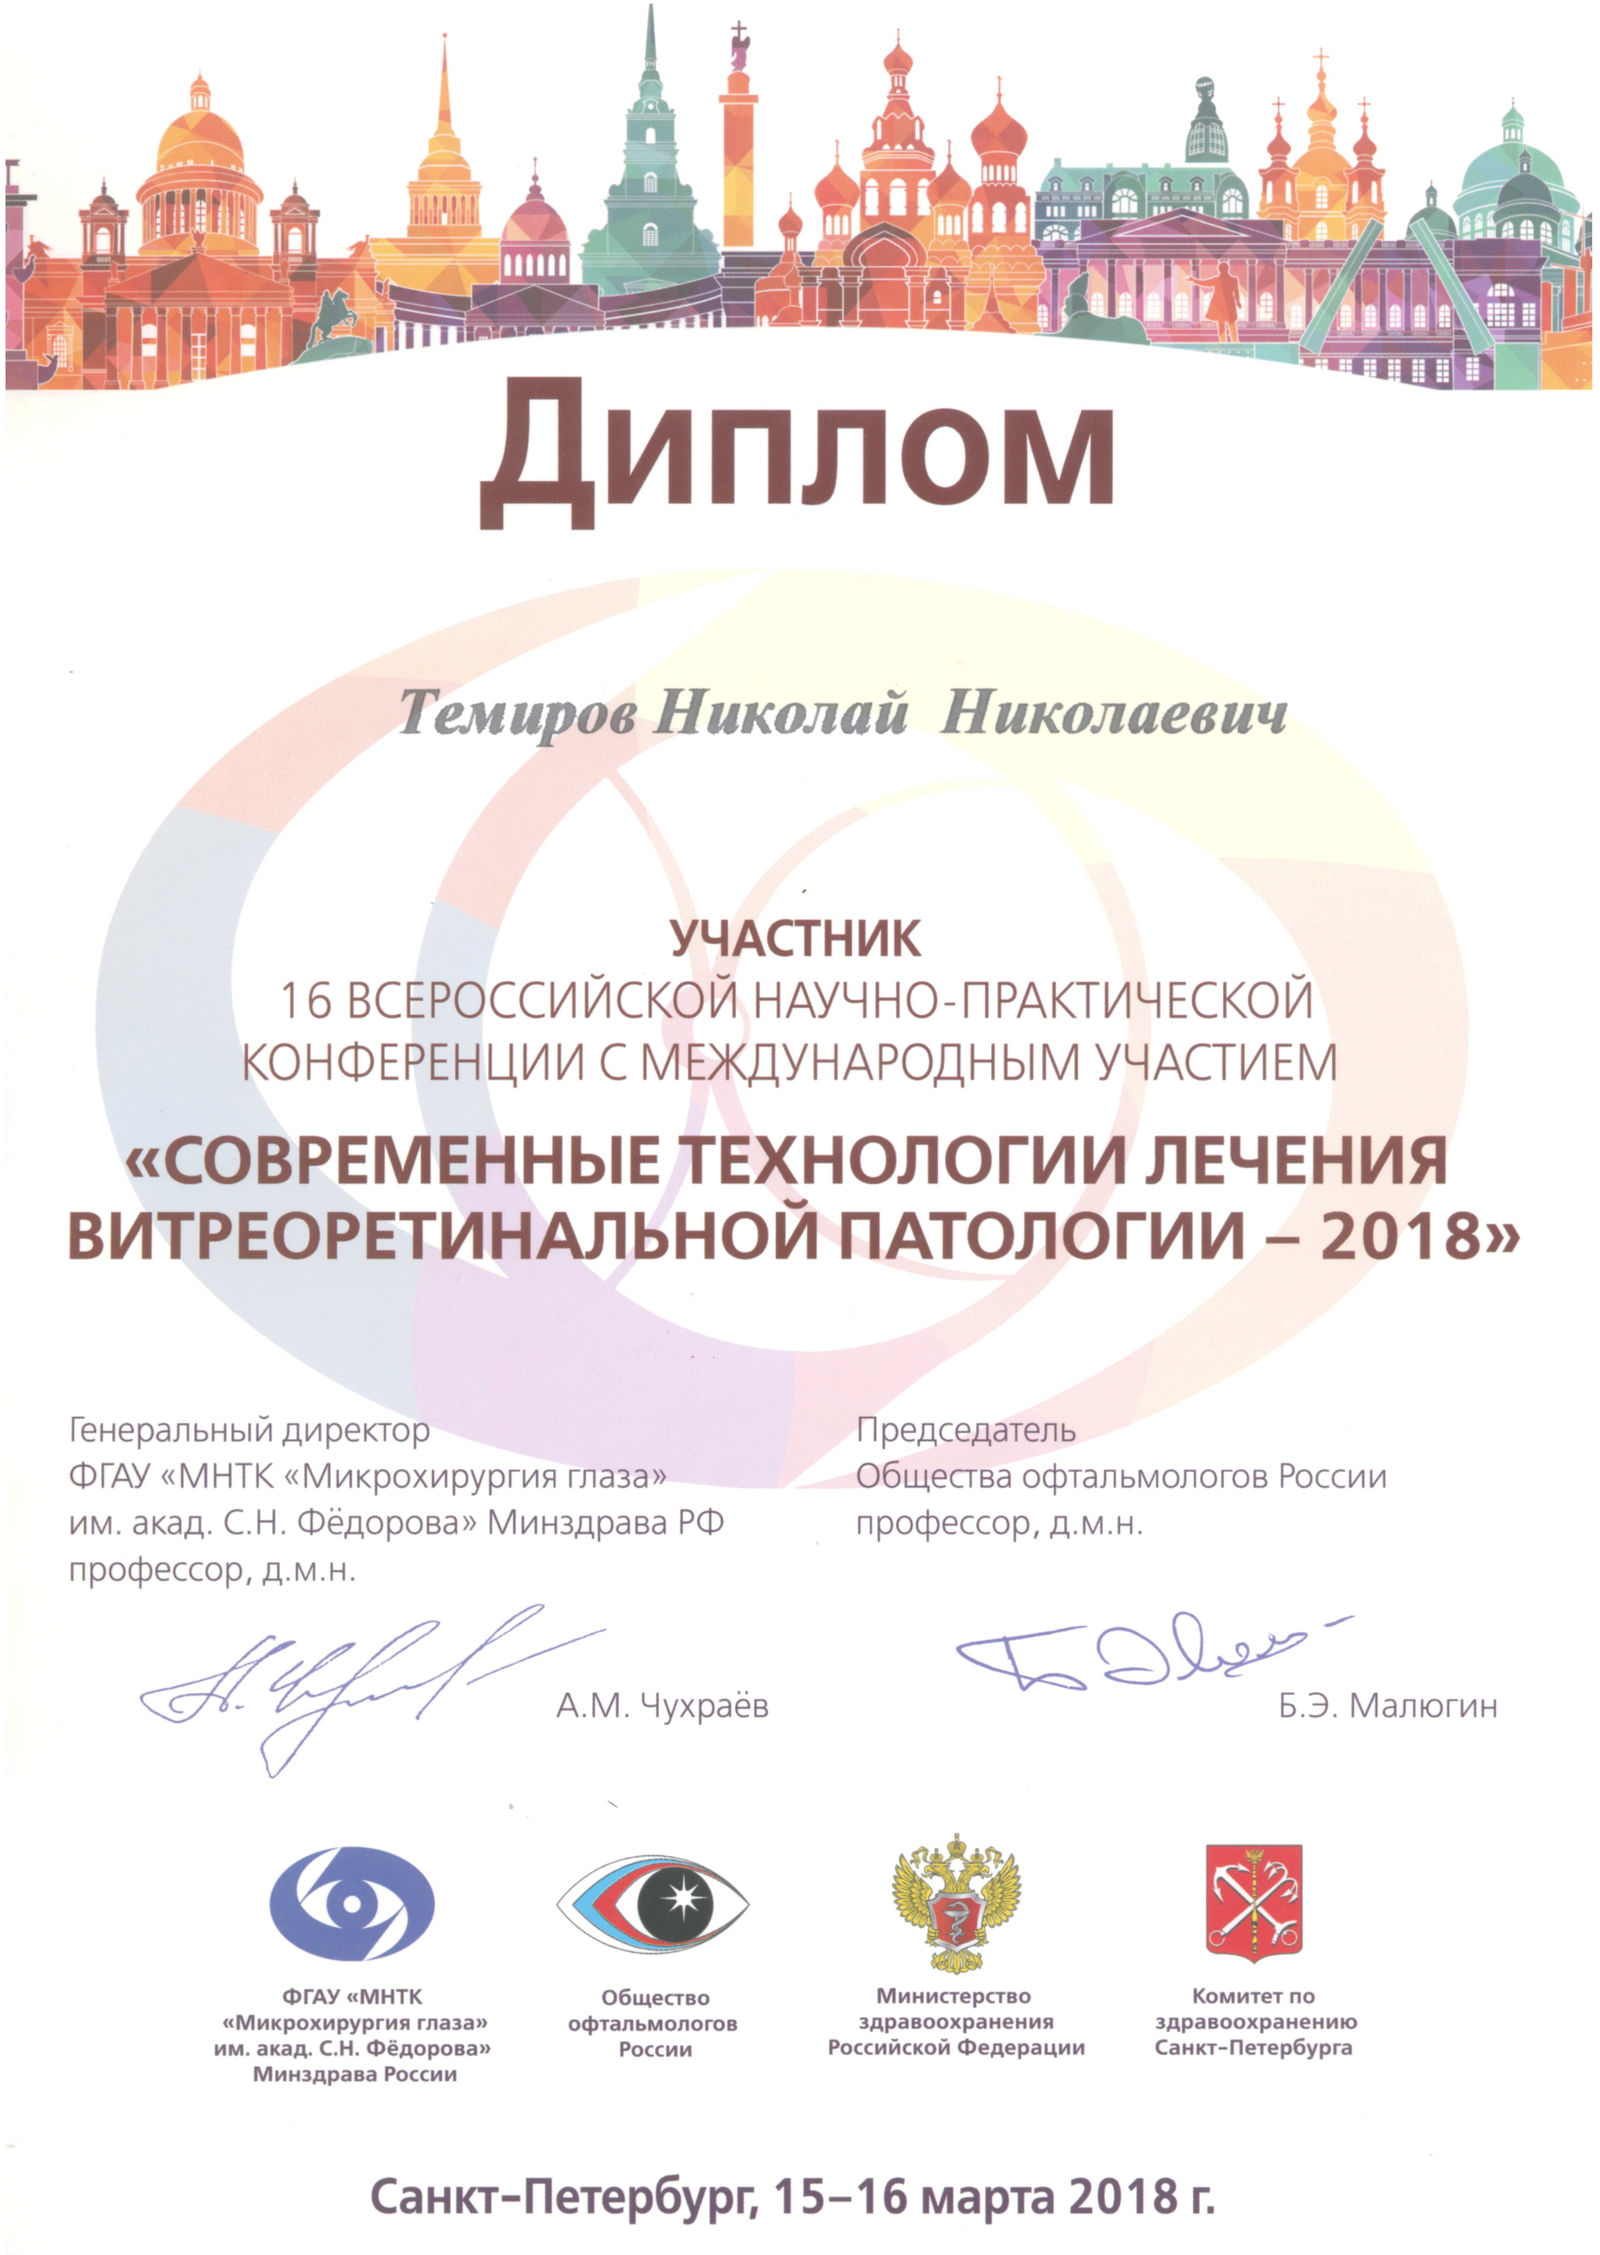 Диплом
Темиров Николай Николаевич
УЧАСТНИК
16 ВСЕРОССИЙСКОЙ НАУЧНО-ПРАКТИЧЕСКОЙ
КОНФЕРЕНЦИИ С МЕЖДУНАРОДНЫМ УЧАСТИЕМ
«СОВРЕМЕННЫЕ ТЕХНОЛОГИИ ЛЕЧЕНИЯ
ВИТРЕОРЕТИНАЛЬНОЙ ПАТОЛОГИИ – 2018»
Генеральный директор
ФГАУ «МНТК «Микрохирургия глаза»
им. акад. С.Н. Фёдорова» Минздрава РФ
профессор, д.м.н.
А.М. Чухраёв
Председатель
Общества офтальмологов России
профессор, д.м.н.
Б.Э. Малюгин
ФГАУ «МНТК
«Микрохирургия глаза»
им. акад. С.Н. Фёдорова»
Минздрава России
Общество
офтальмологов
России
Министерство
здравоохранения
Российской Федерации
Комитет по
здравоохранению
Санкт-Петербурга
Санкт-Петербург, 15–16 марта 2018 г.